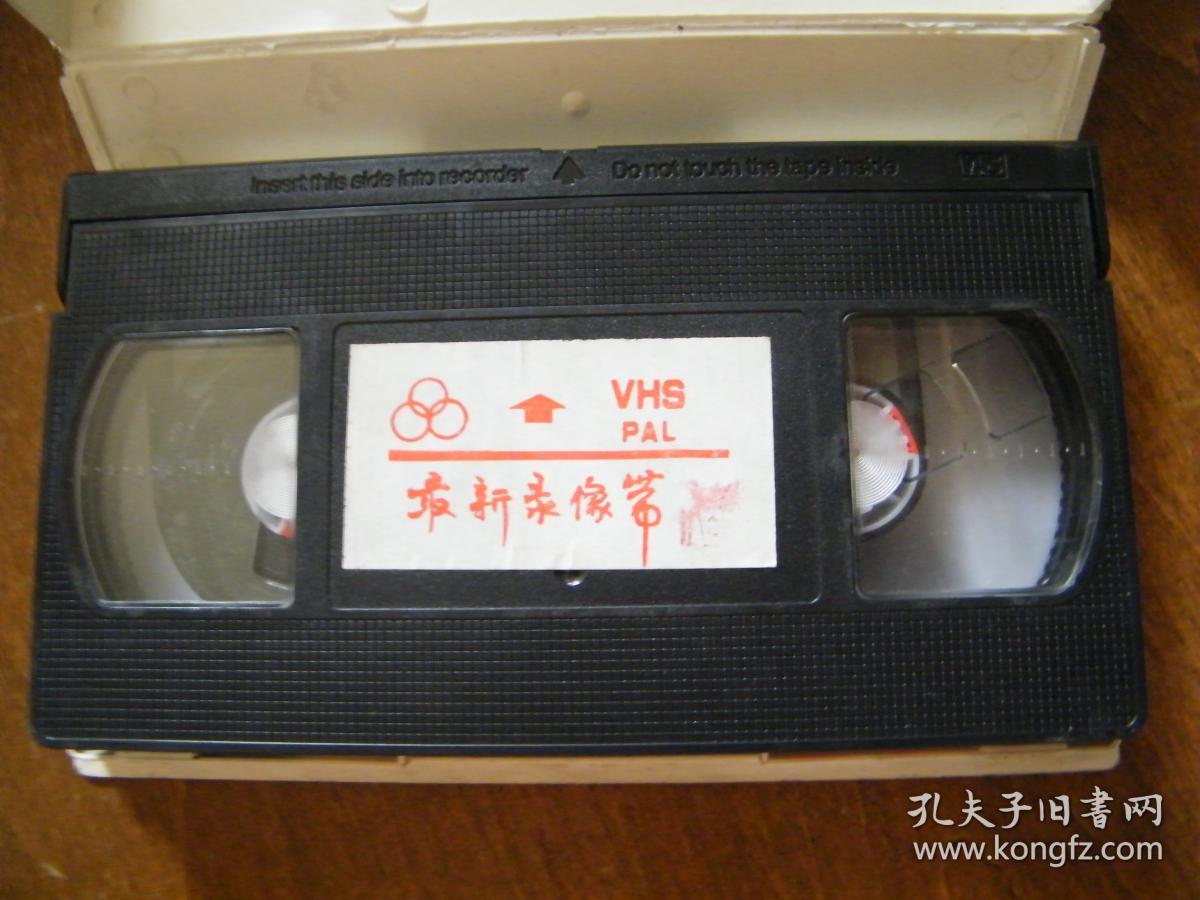 Insert this side into recorder Do not touch the tape inside VHS
VHS
PAL
最新录像带
孔夫子旧書网
www.kongfz.com